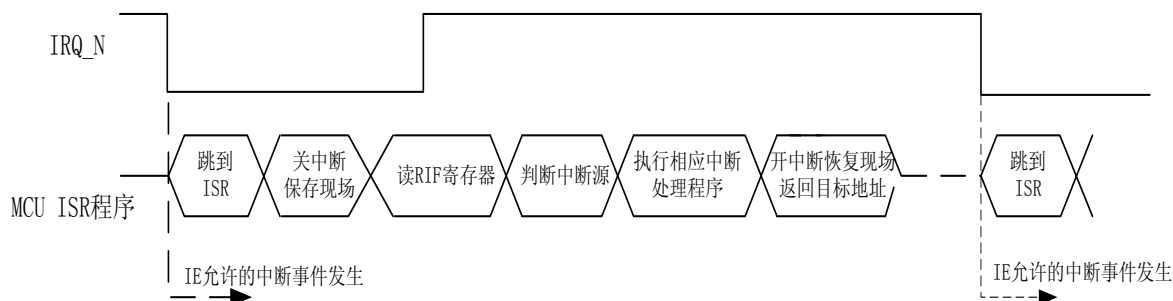 IRQ_N
跳到
ISR
关中断
保存现场
读RIF寄存器
判断中断源
执行相应中断
处理程序
开中断恢复现场
返回目标地址
跳到
ISR
MCU ISR程序
IE允许的中断事件发生
IE允许的中断事件发生